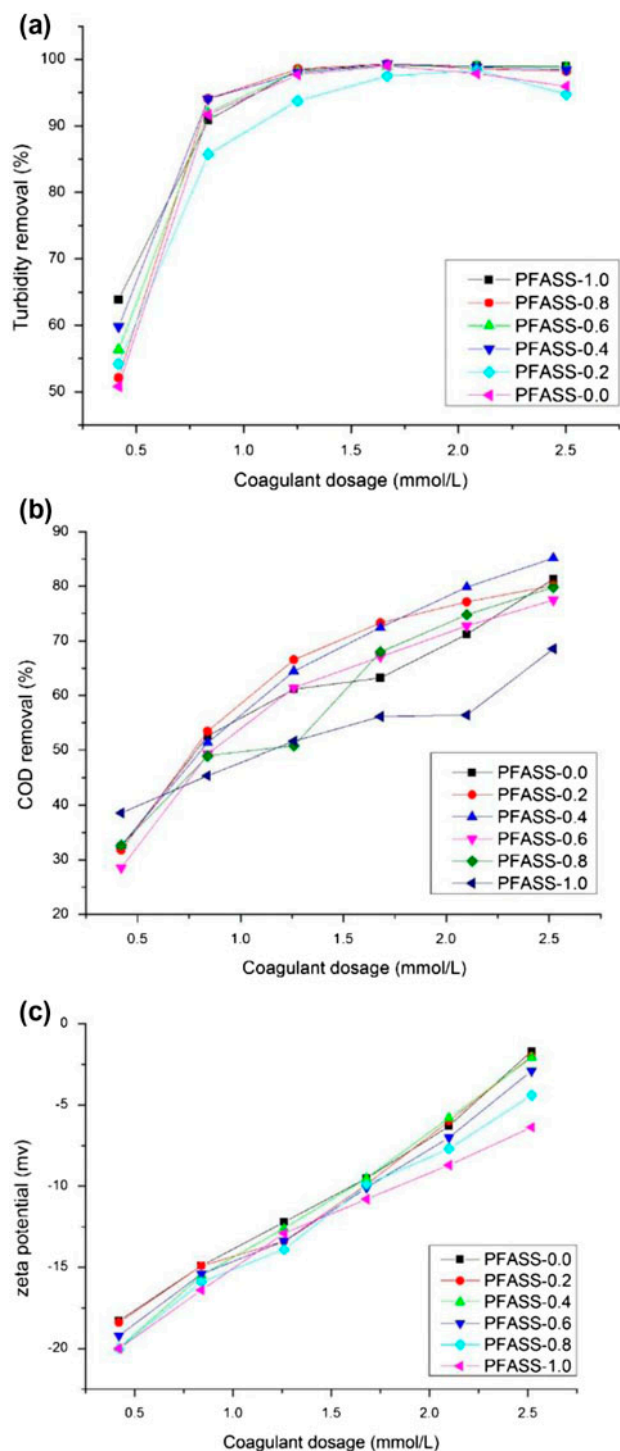 (a)
100
90
80
70
60
50
Turbidity removal (%)
PFASS-1.0
PFASS-0.8
PFASS-0.6
PFASS-0.4
PFASS-0.2
PFASS-0.0
0.5 1.0 1.5 2.0 2.5
Coagulant dosage (mmol/L)
(b)
90
80
70
60
50
40
30
20
COD removal (%)
PFASS-0.0
PFASS-0.2
PFASS-0.4
PFASS-0.6
PFASS-0.8
PFASS-1.0
0.5 1.0 1.5 2.0 2.5
Coagulant dosage (mmol/L)
(c)
0
-5
-10
-15
-20
zeta potential (mv)
PFASS-0.0
PFASS-0.2
PFASS-0.4
PFASS-0.6
PFASS-0.8
PFASS-1.0
0.5 1.0 1.5 2.0 2.5
Coagulant dosage (mmol/L)